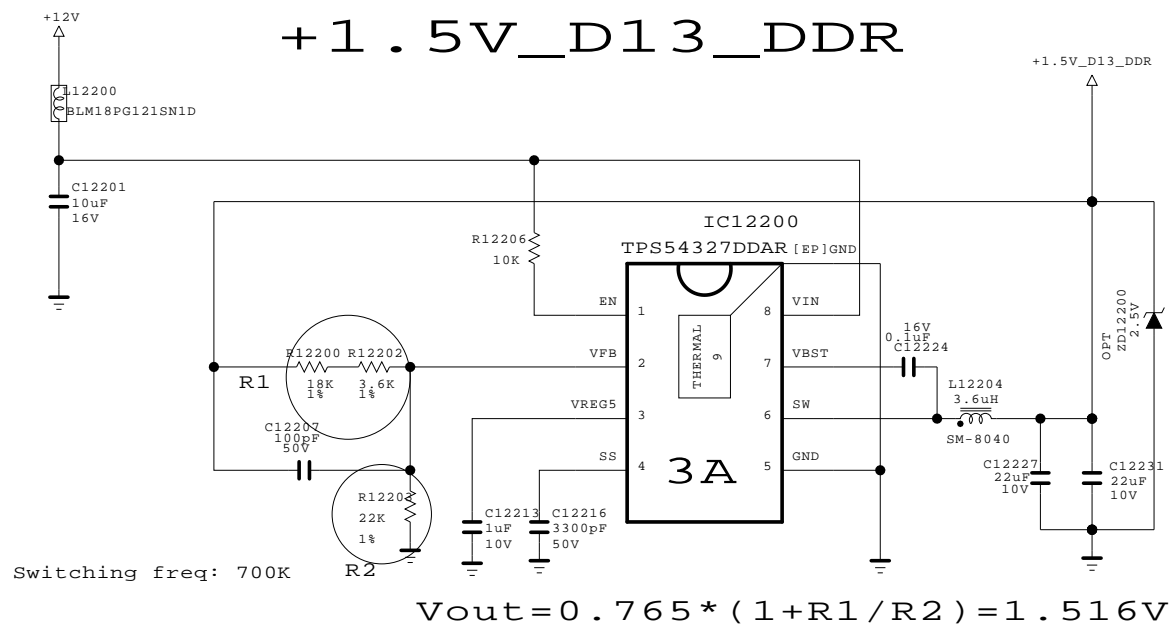 +12V
+1.5V_D13_DDR
+1.5V_D13_DDR
L12200
BLM18PG121SN1D
C12201
10uF
16V
IC12200
TPS54327DDAR
[EP]GND
R12206
10K
EN
1
8
VIN
THERMAL
9
OPT
ZD12200
2.5V
16V
0.1uF
C12224
R12200
R12202
VFB
2
7
VBST
R1
18K
1%
3.6K
1%
L12204
3.6uH
VREG5
3
6
SW
SM-8040
C12207
100pF
50V
SS
4
3A
5
GND
C12227
22uF
10V
C12231
22uF
10V
R12203
22K
1%
C12213
1uF
10V
C12216
3300pF
50V
Switching freq: 700K
R2
Vout=0.765*(1+R1/R2)=1.516V